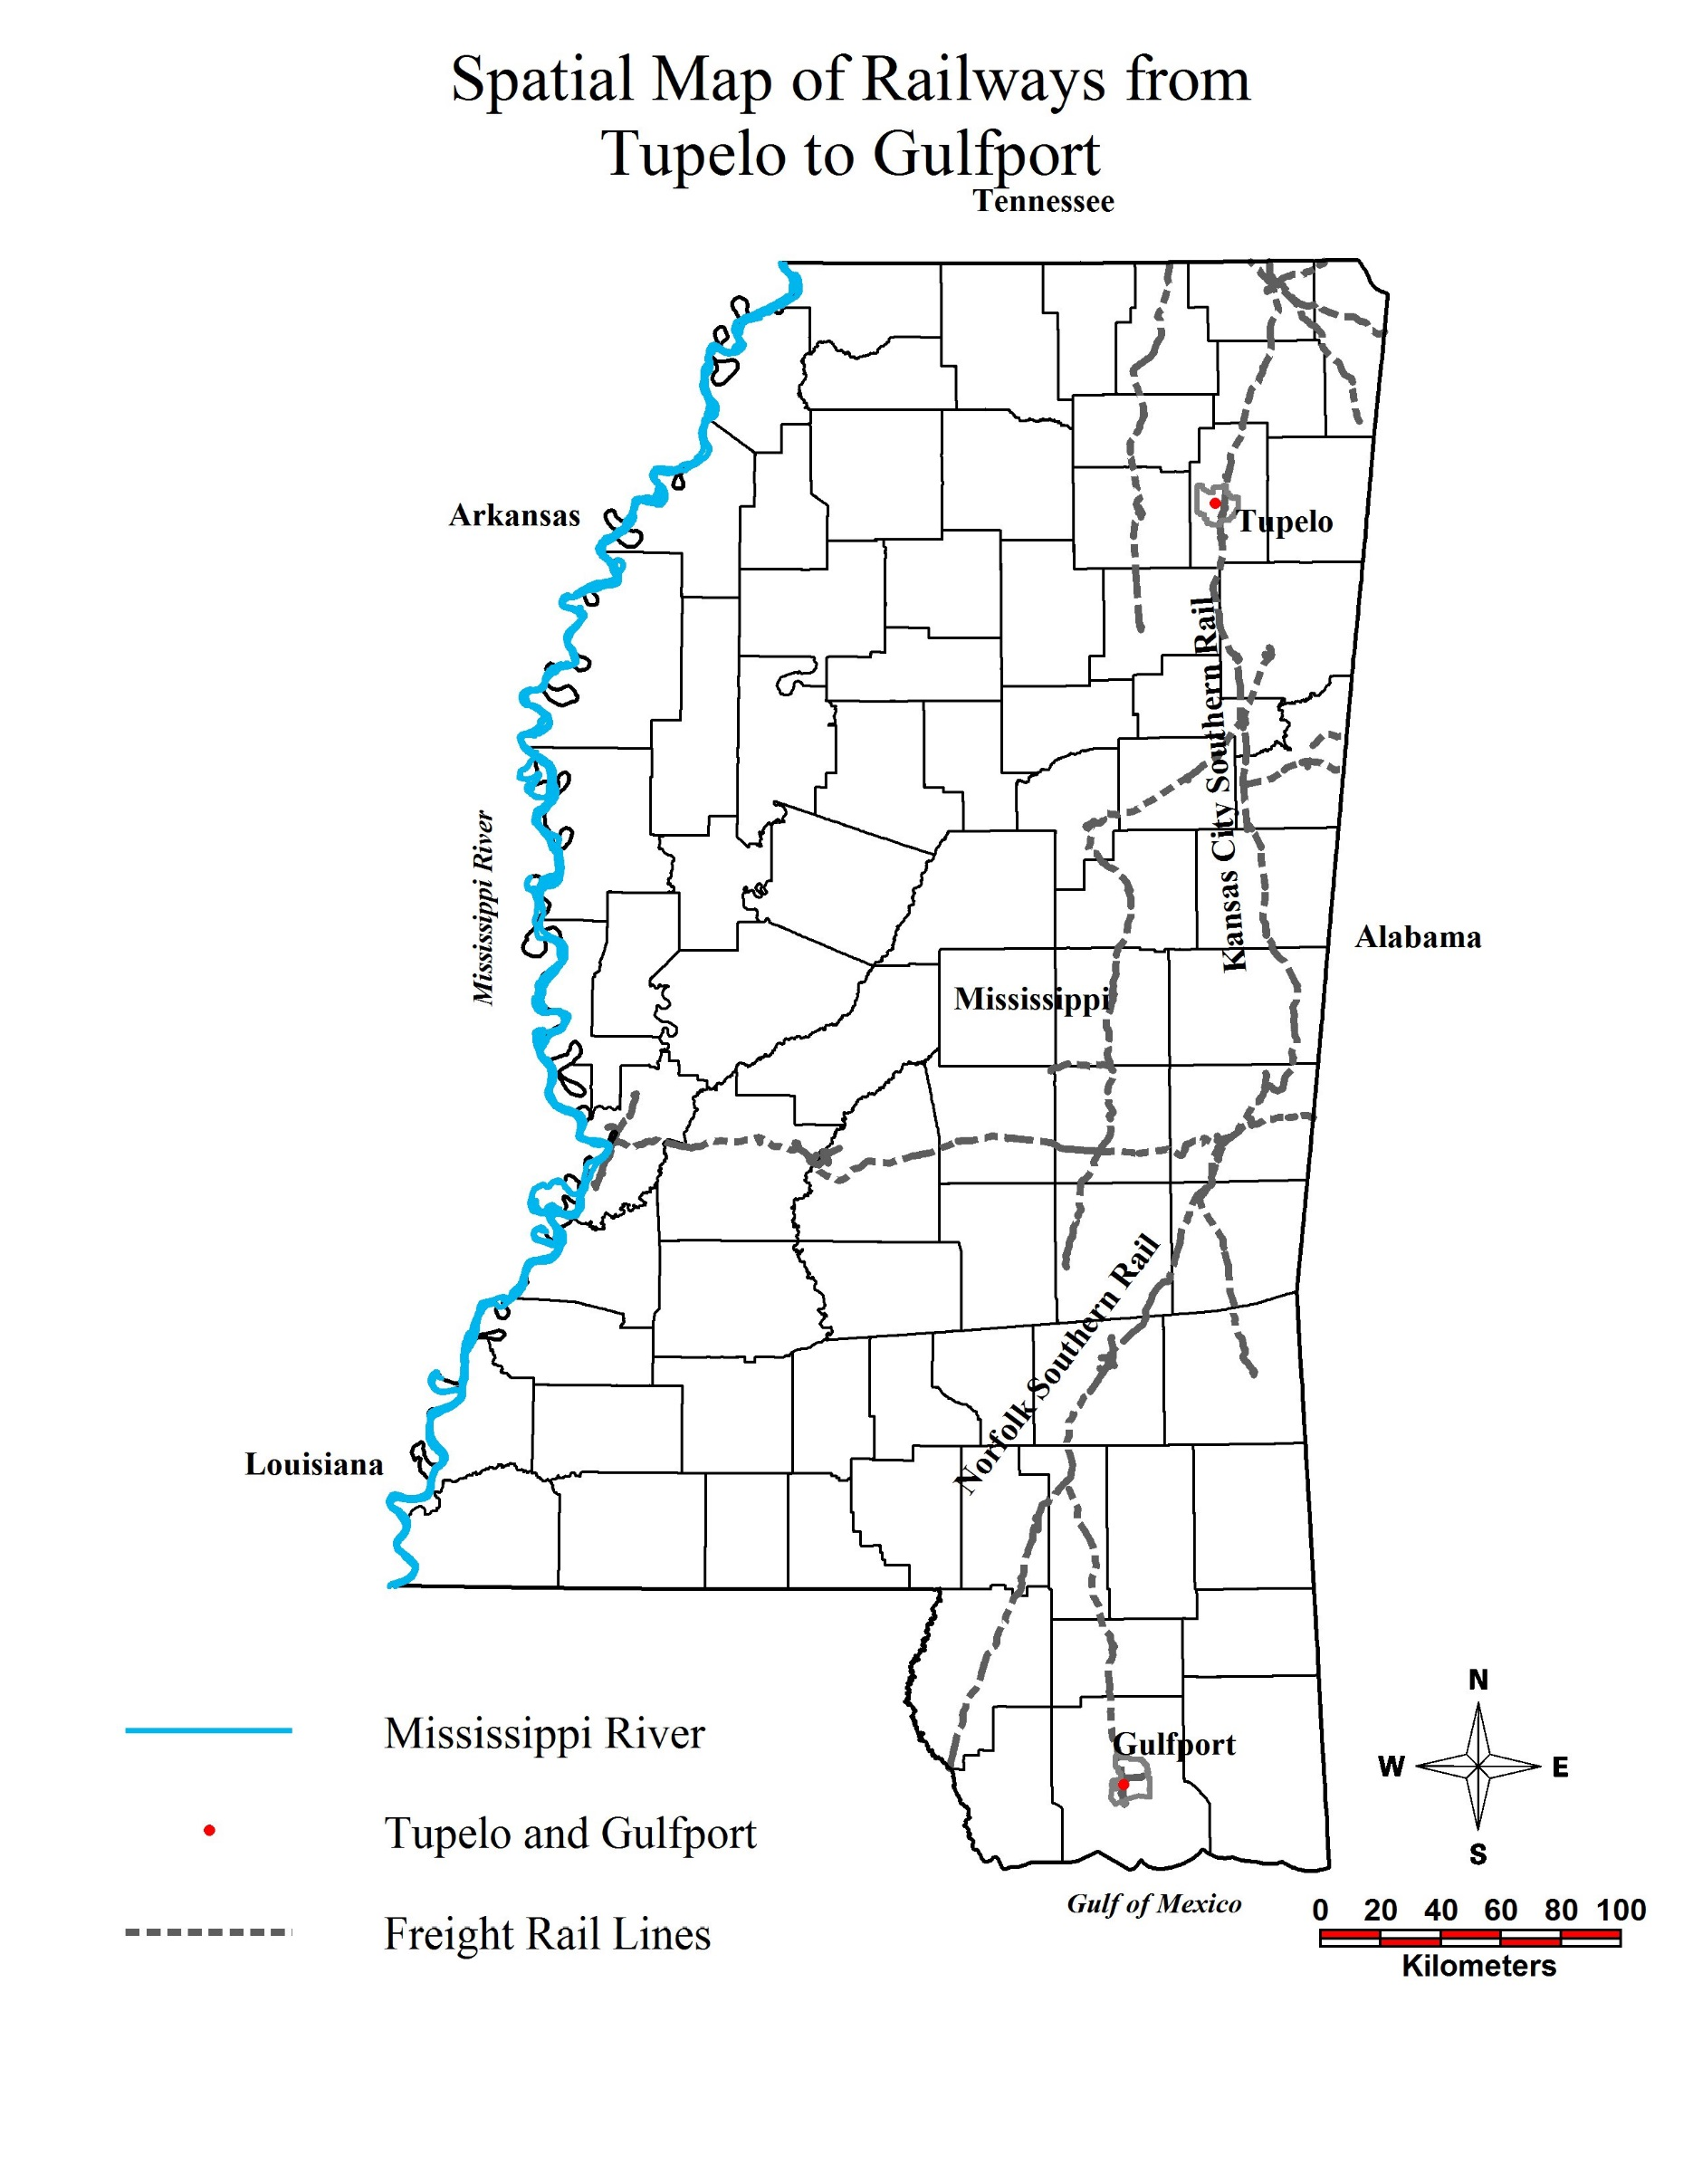 Spatial Map of Railways from
Tupelo to Gulfport
Tennessee
Arkansas
Tupelo
Kansas City Southern Rail
Mississippi River
Alabama
Mississippi
Norfolk Southern Rail
Louisiana
Gulfport
Gulf of Mexico
Mississippi River
Tupelo and Gulfport
Freight Rail Lines
N
W E
S
0 20 40 60 80 100
Kilometers